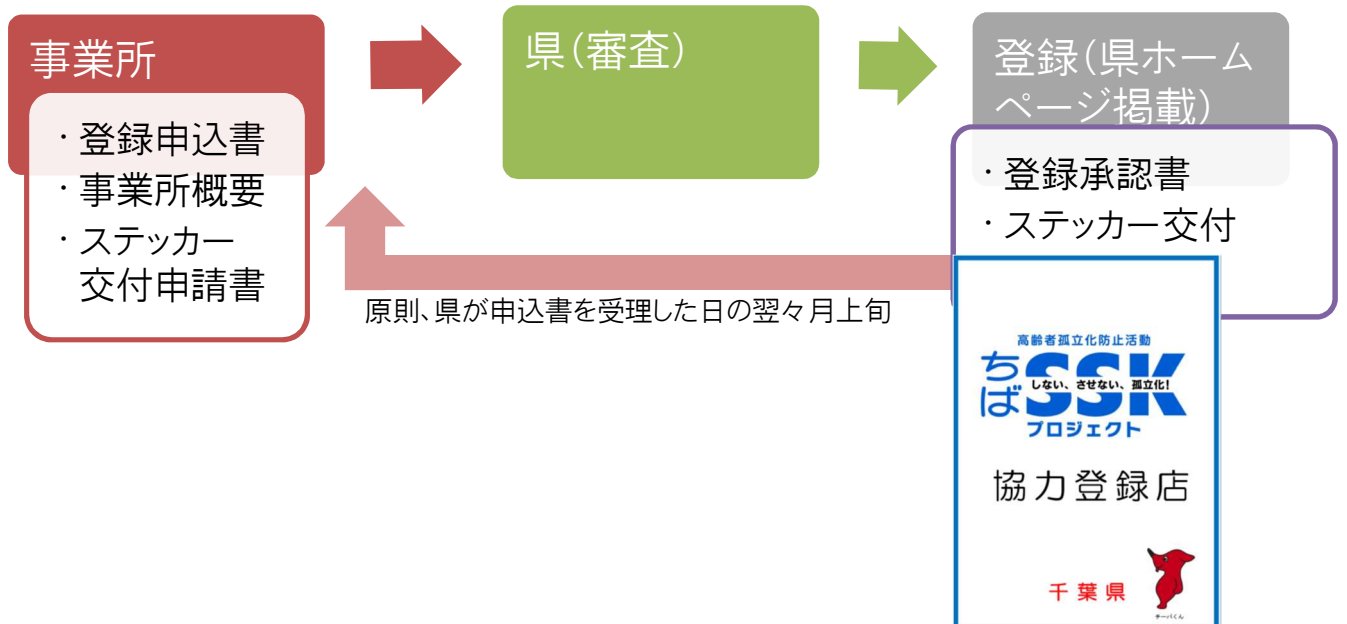 事業所
・登録申込書
・事業所概要
・ステッカー
交付申請書
県(審査)
登録(県ホーム
ページ掲載)
・登録承認書
・ステッカー交付
原則、県が申込書を受理した日の翌々月上旬
高齢者孤立化防止活動
ちば
SSK
しない、させない、孤立化!
プロジェクト
協力登録店
千葉県
チーバくん